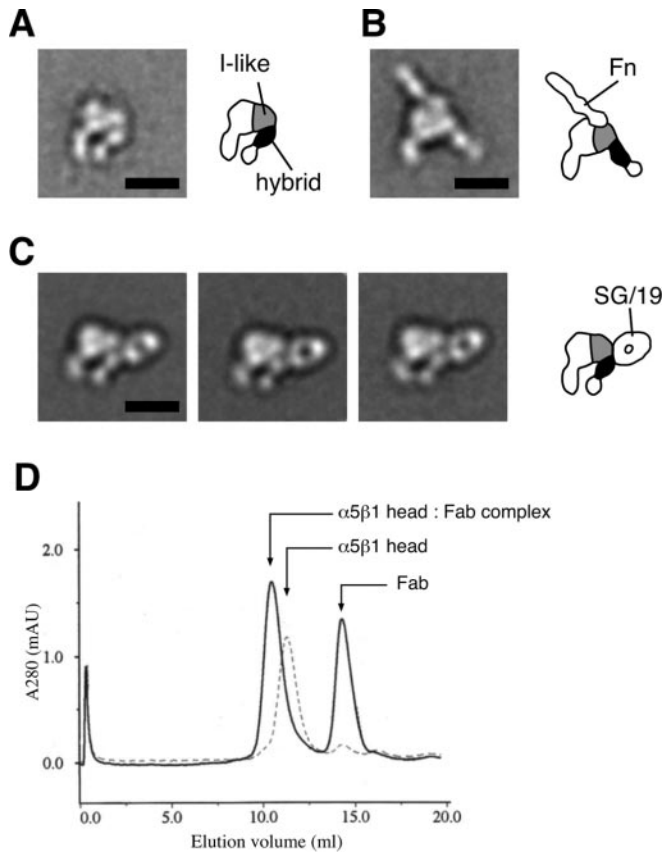 A
I-like
hybrid
B
Fn
C
SG/19
D
α5β1 head : Fab complex
α5β1 head
Fab
2.0
1.0
0.0
A280 (mAU)
0.0 5.0 10.0 15.0 20.0
Elution volume (ml)